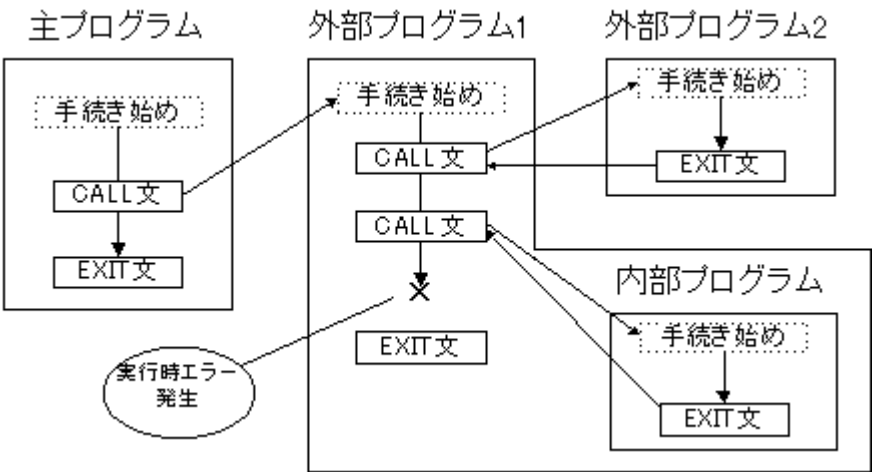 主プログラム
外部プログラム1
外部プログラム2
手続き始め
CALL文
EXIT文
手続き始め
CALL文
CALL文
×
EXIT文
手続き始め
EXIT文
内部プログラム
手続き始め
EXIT文
実行時エラー
発生